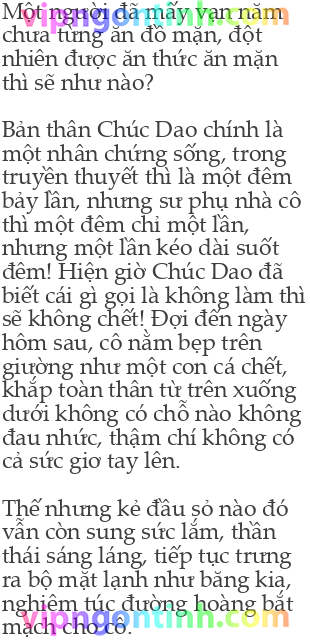 Một người đã mấy vạn năm
chưa từng ăn đồ mặn, đột
nhiên được ăn thức ăn mặn
thì sẽ như nào?
Bản thân Chúc Dao chính là
một nhân chứng sống, trong
truyền thuyết thì là một đêm
bảy lần, nhưng sư phụ nhà cô
thì một đêm chỉ một lần,
nhưng một lần kéo dài suốt
đêm! Hiện giờ Chúc Dao đã
biết cái gì gọi là không làm thì
sẽ không chết! Đợi đến ngày
hôm sau, cô nằm bẹp trên
giường như một con cá chết,
khắp toàn thân từ trên xuống
dưới không có chỗ nào không
đau nhức, thậm chí không có
cả sức giơ tay lên.
Thế nhưng kẻ đầu sỏ nào đó
vẫn còn sung sức lắm, thần
thái sáng láng, tiếp tục trưng
ra bộ mặt lạnh như băng kia,
nghiêm túc đường hoàng bắt
mạch cho cô.
vipngontinh.com
vipngontinh.com